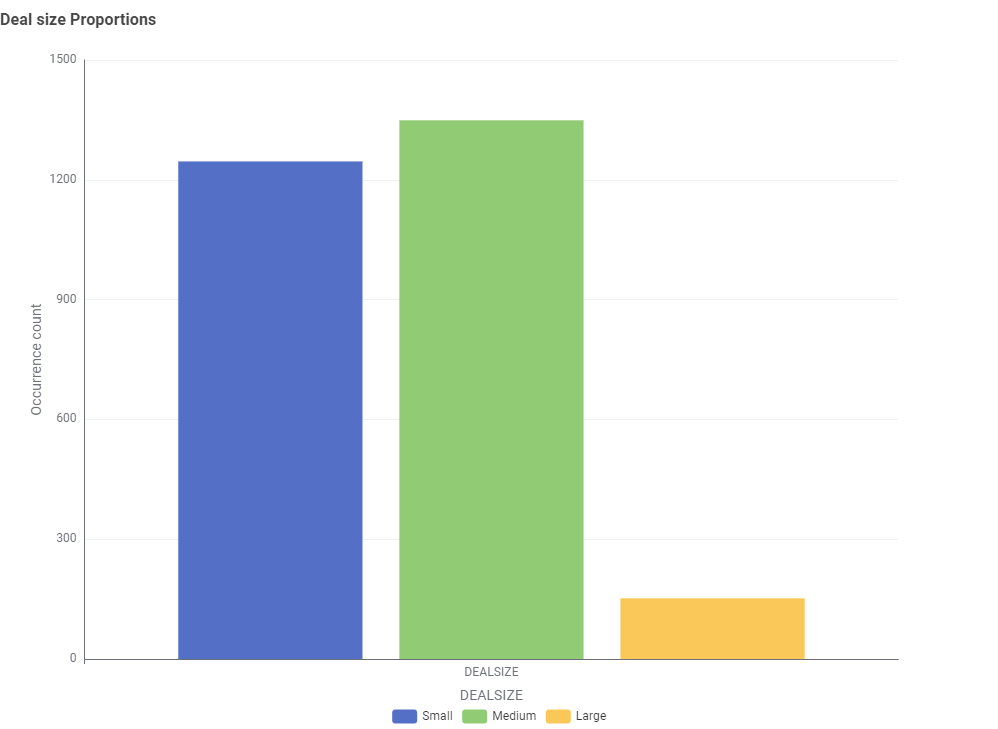 Deal size Proportions
1500
1200
900
600
300
0
Occurrence count
DEALSIZE
DEALSIZE
Small Medium Large